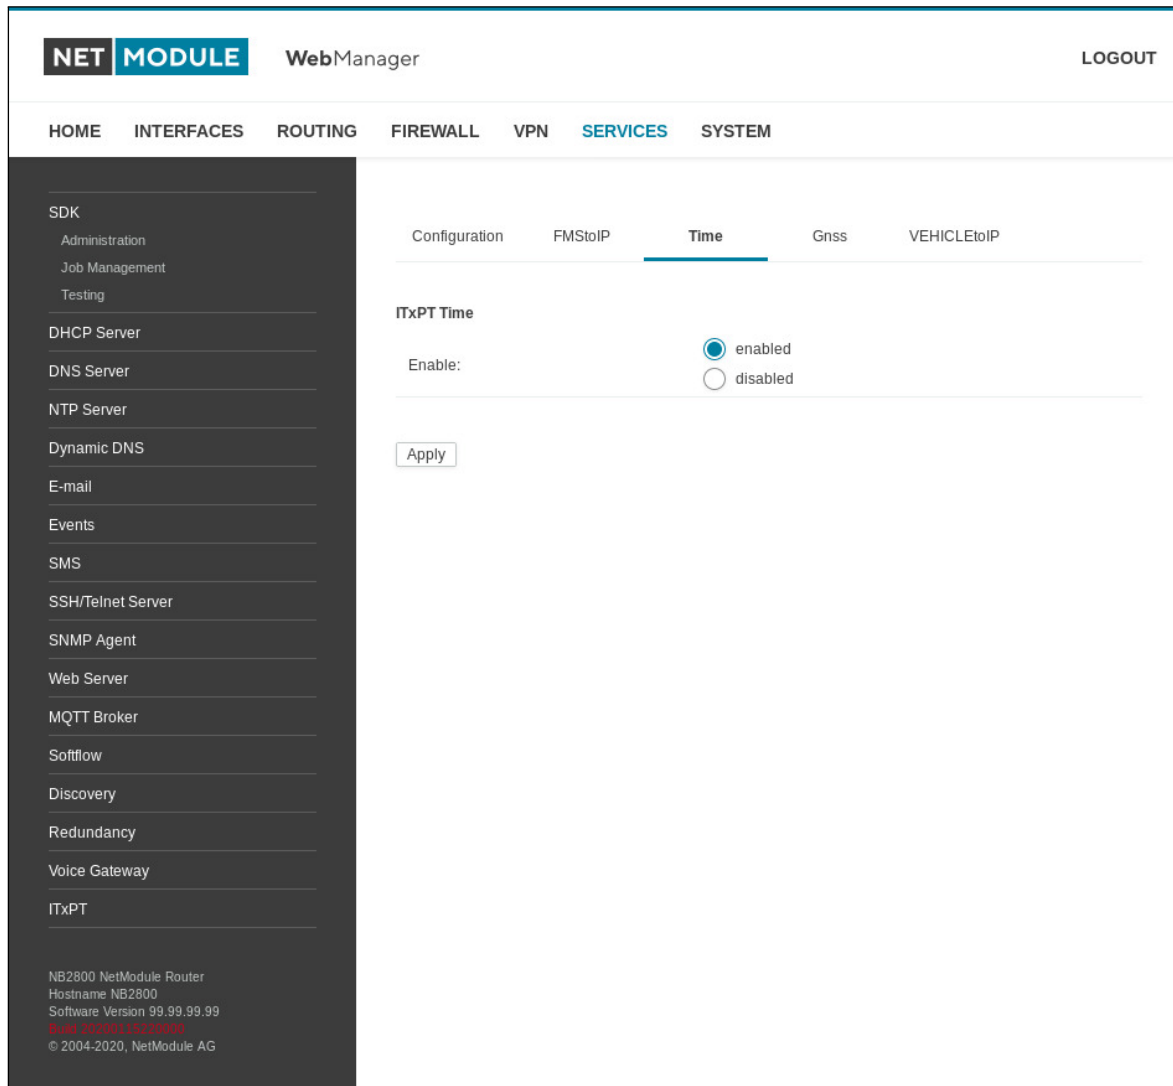 NET MODULE WebManager LOGOUT
HOME INTERFACES ROUTING FIREWALL VPN SERVICES SYSTEM
SDK
Administration
Job Management
Testing
DHCP Server
DNS Server
NTP Server
Dynamic DNS
E-mail
Events
SMS
SSH/Telnet Server
SNMP Agent
Web Server
MQTT Broker
Softflow
Discovery
Redundancy
Voice Gateway
ITxPT
NB2800 NetModule Router
Hostname NB2800
Software Version 99.99.99.99
Build
© 2004-2020, NetModule AG
Configuration FMStoIP Time Gnss VEHICLEtoIP
ITxPT Time
Enable:
enabled
disabled
Apply